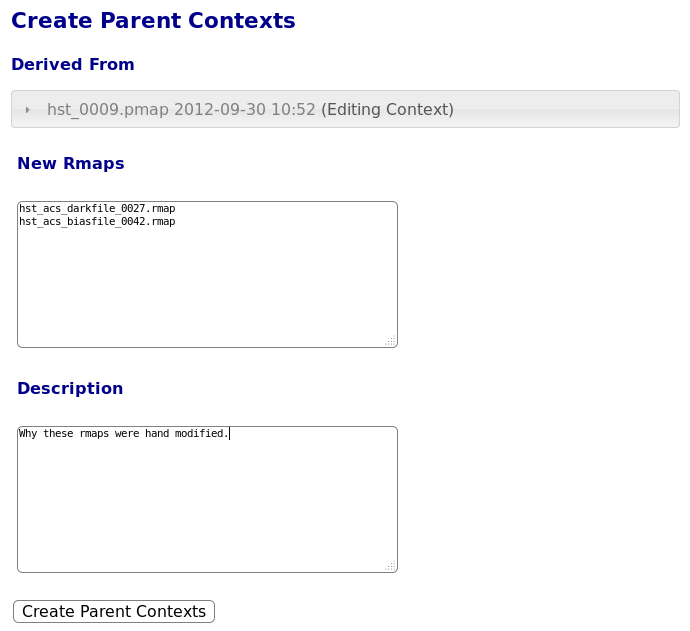 Create Parent Contexts
Derived From
hst_0009.pmap 2012-09-30 10:52 (Editing Context)
New Rmaps
hst_acs_darkfile_0027.rmap
hst_acs_biasfile_0042.rmap
Description
Why these rmaps were hand modified.
Create Parent Contexts